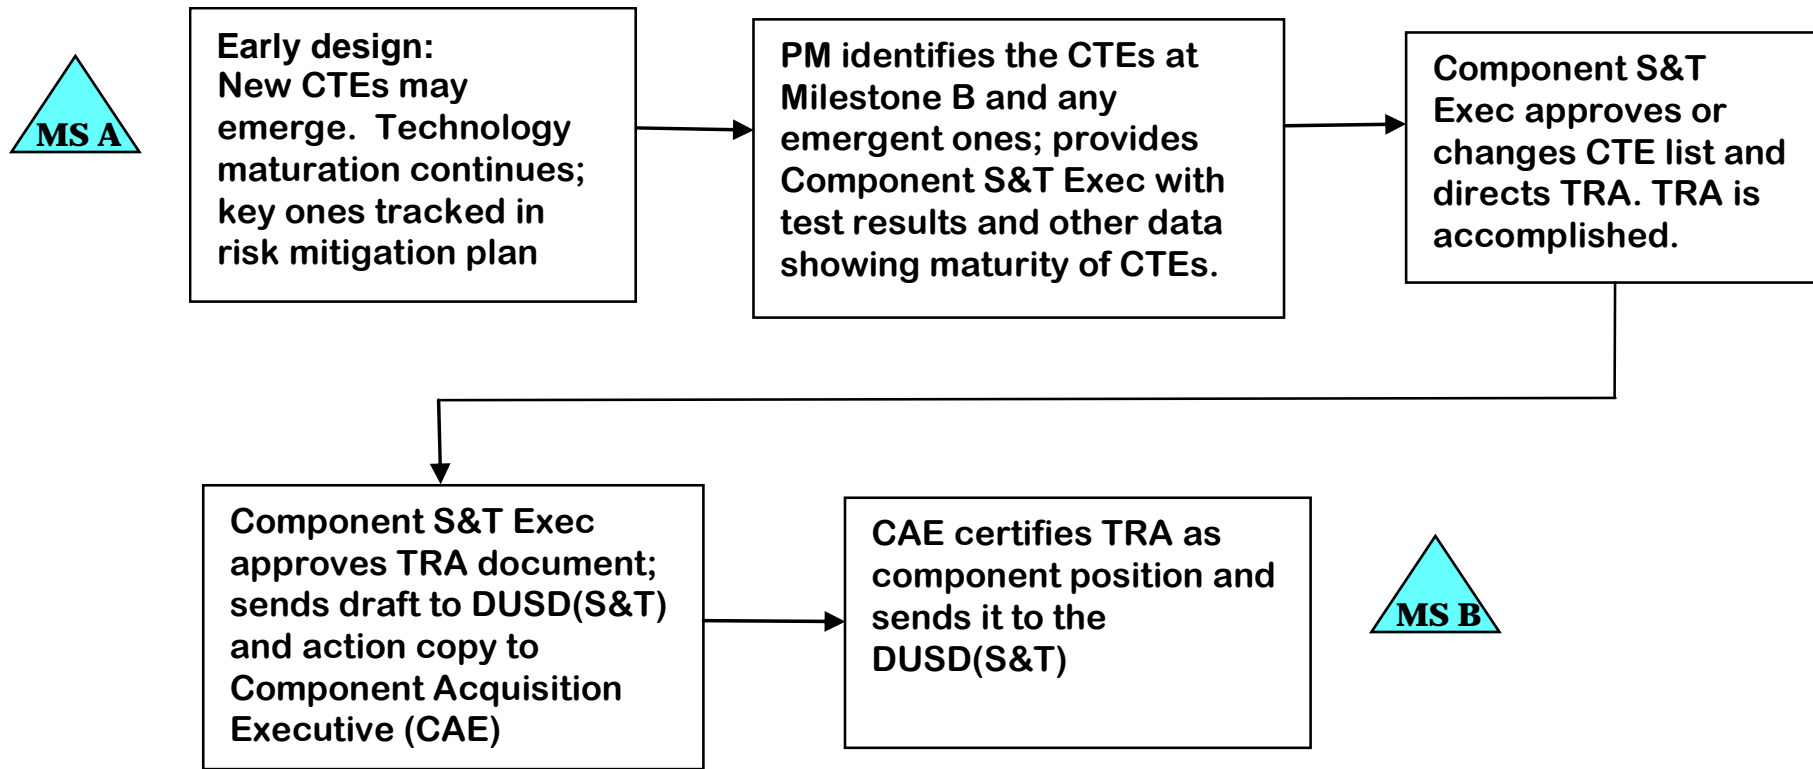 MS A
Early design:
New CTEs may
emerge.  Technology
maturation continues;
key ones tracked in
risk mitigation plan
PM identifies the CTEs at
Milestone B and any
emergent ones; provides
Component S&T Exec with
test results and other data
showing maturity of CTEs.
Component S&T
Exec approves or
changes CTE list and
directs TRA. TRA is
accomplished.
Component S&T Exec
approves TRA document;
sends draft to DUSD(S&T)
and action copy to
Component Acquisition
Executive (CAE)
CAE certifies TRA as
component position and
sends it to the
DUSD(S&T)
MS B